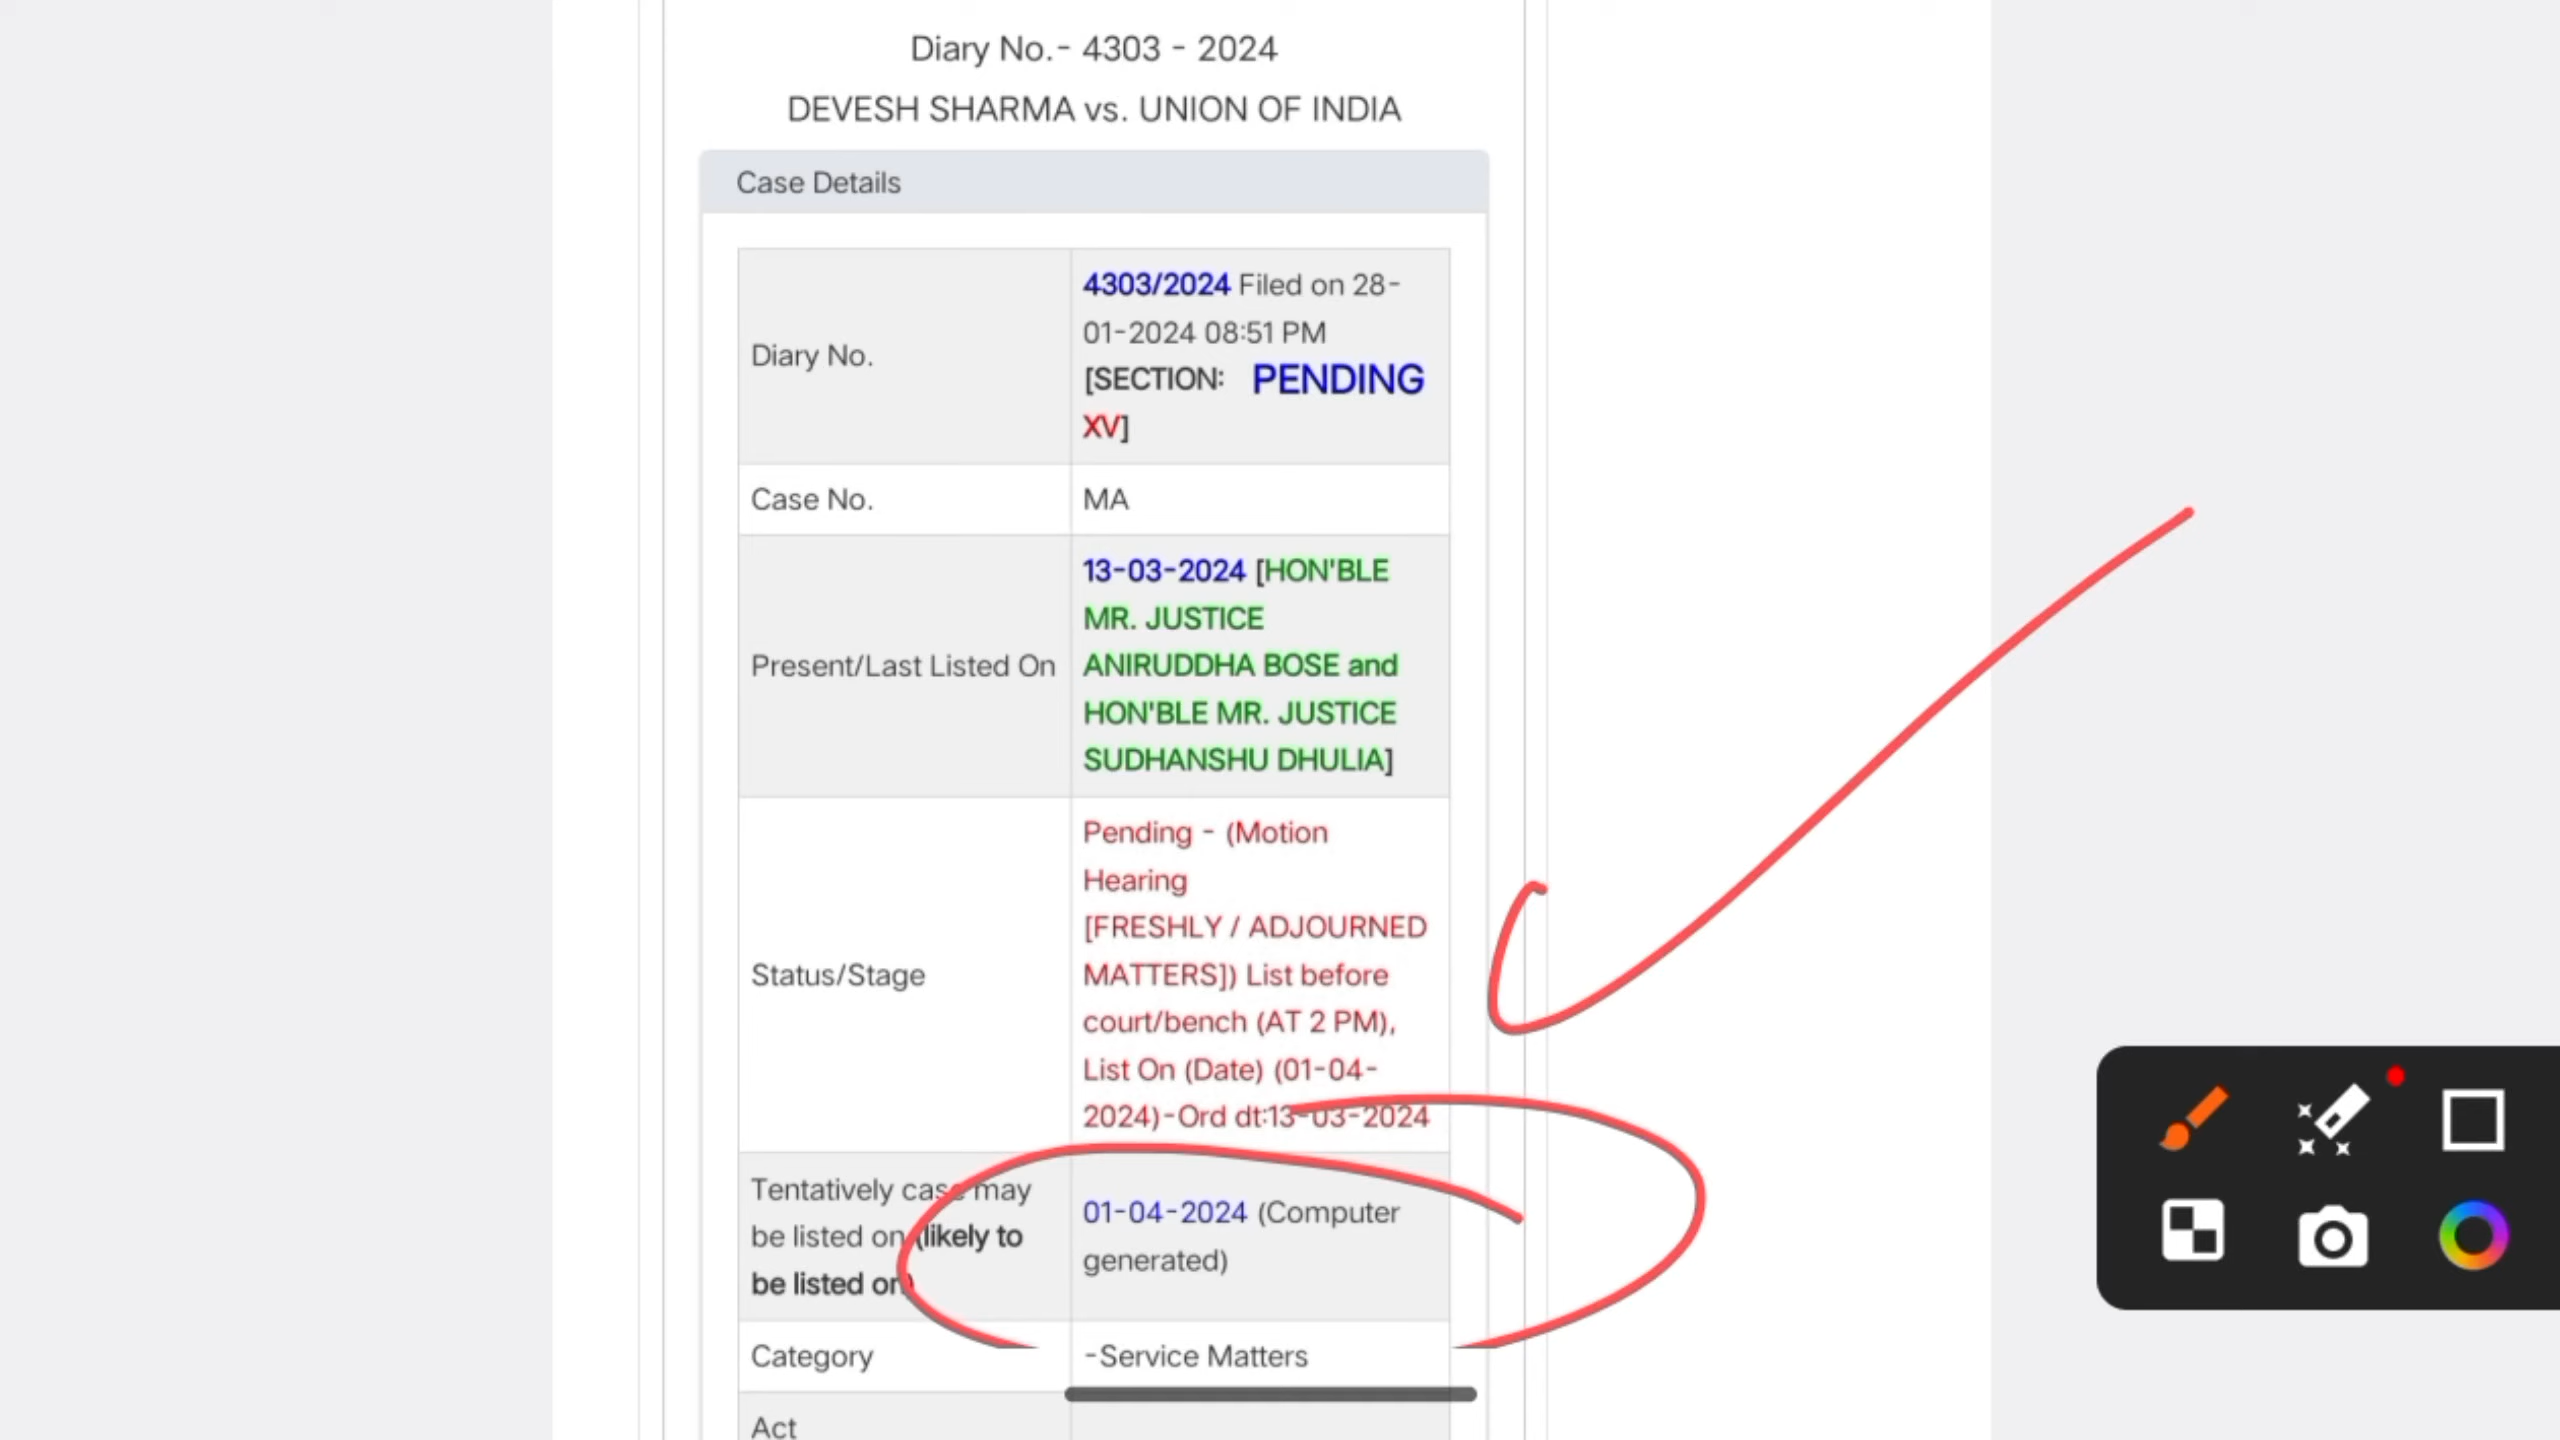 Diary No.- 4303 - 2024
DEVESH SHARMA vs. UNION OF INDIA
Case Details
Diary No.
4303/2024 Filed on 28-
01-2024 08:51 PM
[SECTION: PENDING
XV]
Case No.
MA
Present/Last Listed On
13-03-2024 [HON'BLE
MR. JUSTICE
ANIRUDDHA BOSE and
HON'BLE MR. JUSTICE
SUDHANSHU DHULIA]
Status/Stage
Pending - (Motion
Hearing
[FRESHLY / ADJOURNED
MATTERS]) List before
court/bench (AT 2 PM),
List On (Date) (01-04-
2024)-Ord dt:13-03-2024
Tentatively case may
be listed on (likely to
be listed on)
01-04-2024 (Computer
generated)
Category
-Service Matters
Act